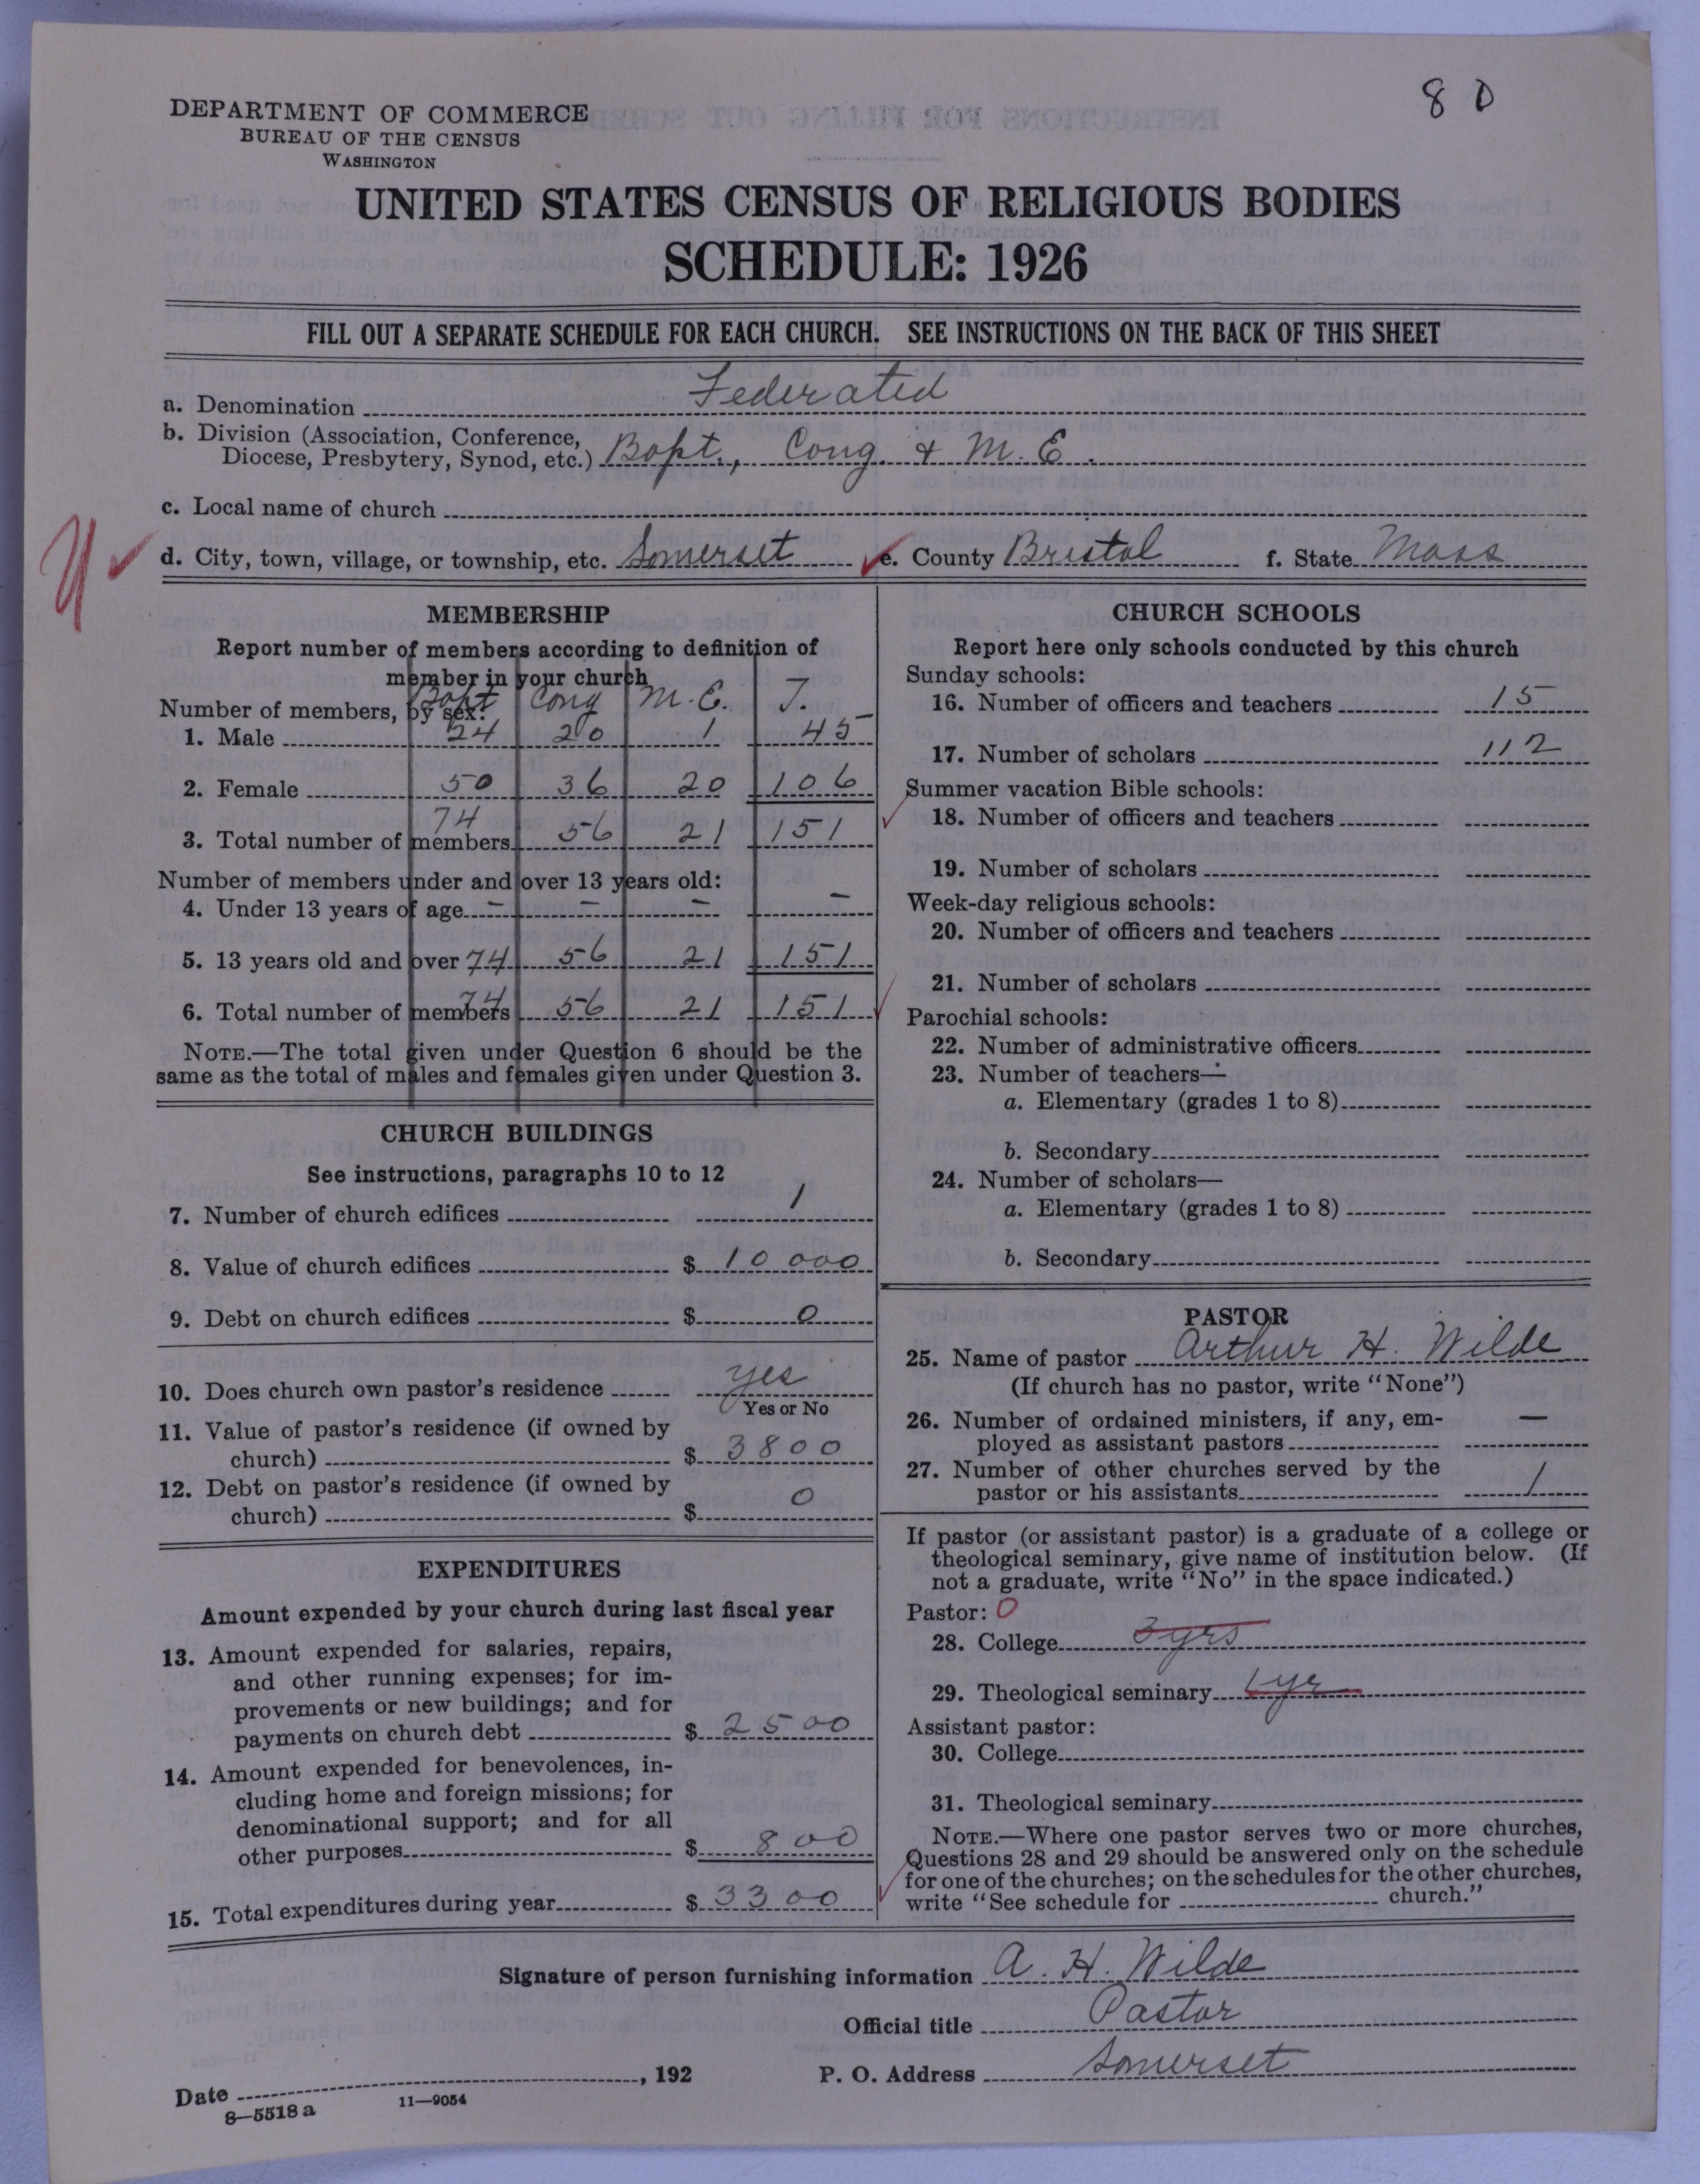 80
DEPARTMENT OF COMMERCE
BUREAU OF THE CENSUS
WASHINGTON
UNITED STATES CENSUS OF RELIGIOUS BODIES
SCHEDULE: 1926
FILL OUT A SEPARATE SCHEDULE FOR EACH CHURCH. SEE INSTRUCTIONS ON THE BACK OF THIS SHEET
a. Denomination Federated
b. Division (Association, Conference,
Diocese, Presbytery, Synod, etc.) Bapt., Cong. & M. E.
c. Local name of church
d. City, town, village, or township, etc. Somerset e. County Bristol f. State Mass
MEMBERSHIP
Report number of members according to definition of
member in your church
Bapt Cong M. E. T.
Number of members, by sex:
1. Male 24 20 1 45
2. Female 50 36 20 106
3. Total number of members 74 56 21 151
Number of members under and over 13 years old:
4. Under 13 years of age – – – –
5. 13 years old and over 74 56 21 151
6. Total number of members 74 56 21 151
NOTE.—The total given under Question 6 should be the
same as the total of males and females given under Question 3.
CHURCH BUILDINGS
See instructions, paragraphs 10 to 12
7. Number of church edifices 1
8. Value of church edifices $ 10 000
9. Debt on church edifices $ 0
10. Does church own pastor's residence yes
Yes or No
11. Value of pastor's residence (if owned by
church) $ 3800
12. Debt on pastor's residence (if owned by
church) $ 0
EXPENDITURES
Amount expended by your church during last fiscal year
13. Amount expended for salaries, repairs,
and other running expenses; for im-
provements or new buildings; and for
payments on church debt $ 2500
14. Amount expended for benevolences, in-
cluding home and foreign missions; for
denominational support; and for all
other purposes $ 800
15. Total expenditures during year $ 3300
CHURCH SCHOOLS
Report here only schools conducted by this church
Sunday schools:
16. Number of officers and teachers 15
17. Number of scholars 112
Summer vacation Bible schools:
18. Number of officers and teachers
19. Number of scholars
Week-day religious schools:
20. Number of officers and teachers
21. Number of scholars
Parochial schools:
22. Number of administrative officers
23. Number of teachers—
a. Elementary (grades 1 to 8)
b. Secondary
24. Number of scholars—
a. Elementary (grades 1 to 8)
b. Secondary
PASTOR
25. Name of pastor Arthur H. Wilde
(If church has no pastor, write "None")
26. Number of ordained ministers, if any, em-
ployed as assistant pastors —
27. Number of other churches served by the
pastor or his assistants 1
If pastor (or assistant pastor) is a graduate of a college or
theological seminary, give name of institution below. (If
not a graduate, write "No" in the space indicated.)
Pastor: 0
28. College 3 yrs
29. Theological seminary 1 yr
Assistant pastor:
30. College
31. Theological seminary
NOTE.—Where one pastor serves two or more churches,
Questions 28 and 29 should be answered only on the schedule
for one of the churches; on the schedules for the other churches,
write "See schedule for church."
Signature of person furnishing information A. H. Wilde
Official title Pastor
Date , 192 P. O. Address Somerset
8—5518 a 11—9054